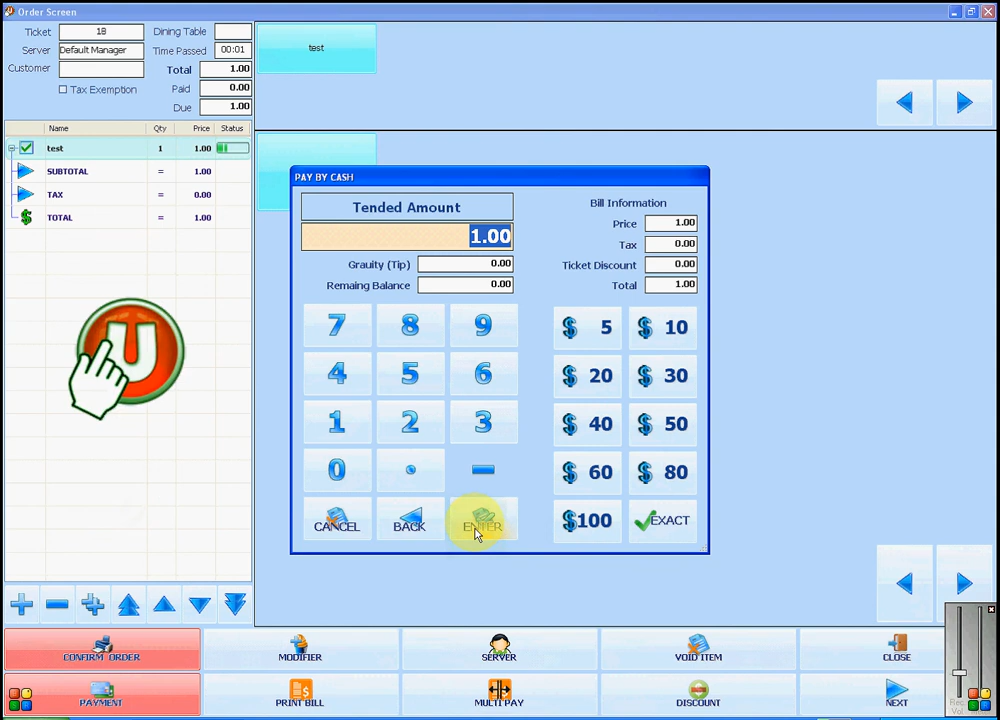 Order Screen
Ticket 18 Dining Table
Server Default Manager Time Passed 00:01
Customer Total 1.00
Tax Exemption Paid 0.00
Due 1.00
Name Qty Price Status
test 1 1.00
SUBTOTAL = 1.00
TAX = 0.00
TOTAL = 1.00
U
test
PAY BY CASH
Tended Amount
1.00
Grauity (Tip) 0.00
Remaing Balance 0.00
Bill Information
Price 1.00
Tax 0.00
Ticket Discount 0.00
Total 1.00
7 8 9 $ 5 $ 10
4 5 6 $ 20 $ 30
1 2 3 $ 40 $ 50
0 . - $ 60 $ 80
CANCEL BACK ENTER $100 EXACT
CONFIRM ORDER MODIFIER SERVER VOID ITEM CLOSE
PAYMENT PRINT BILL MULTI PAY DISCOUNT NEXT
Rec.
Vol.